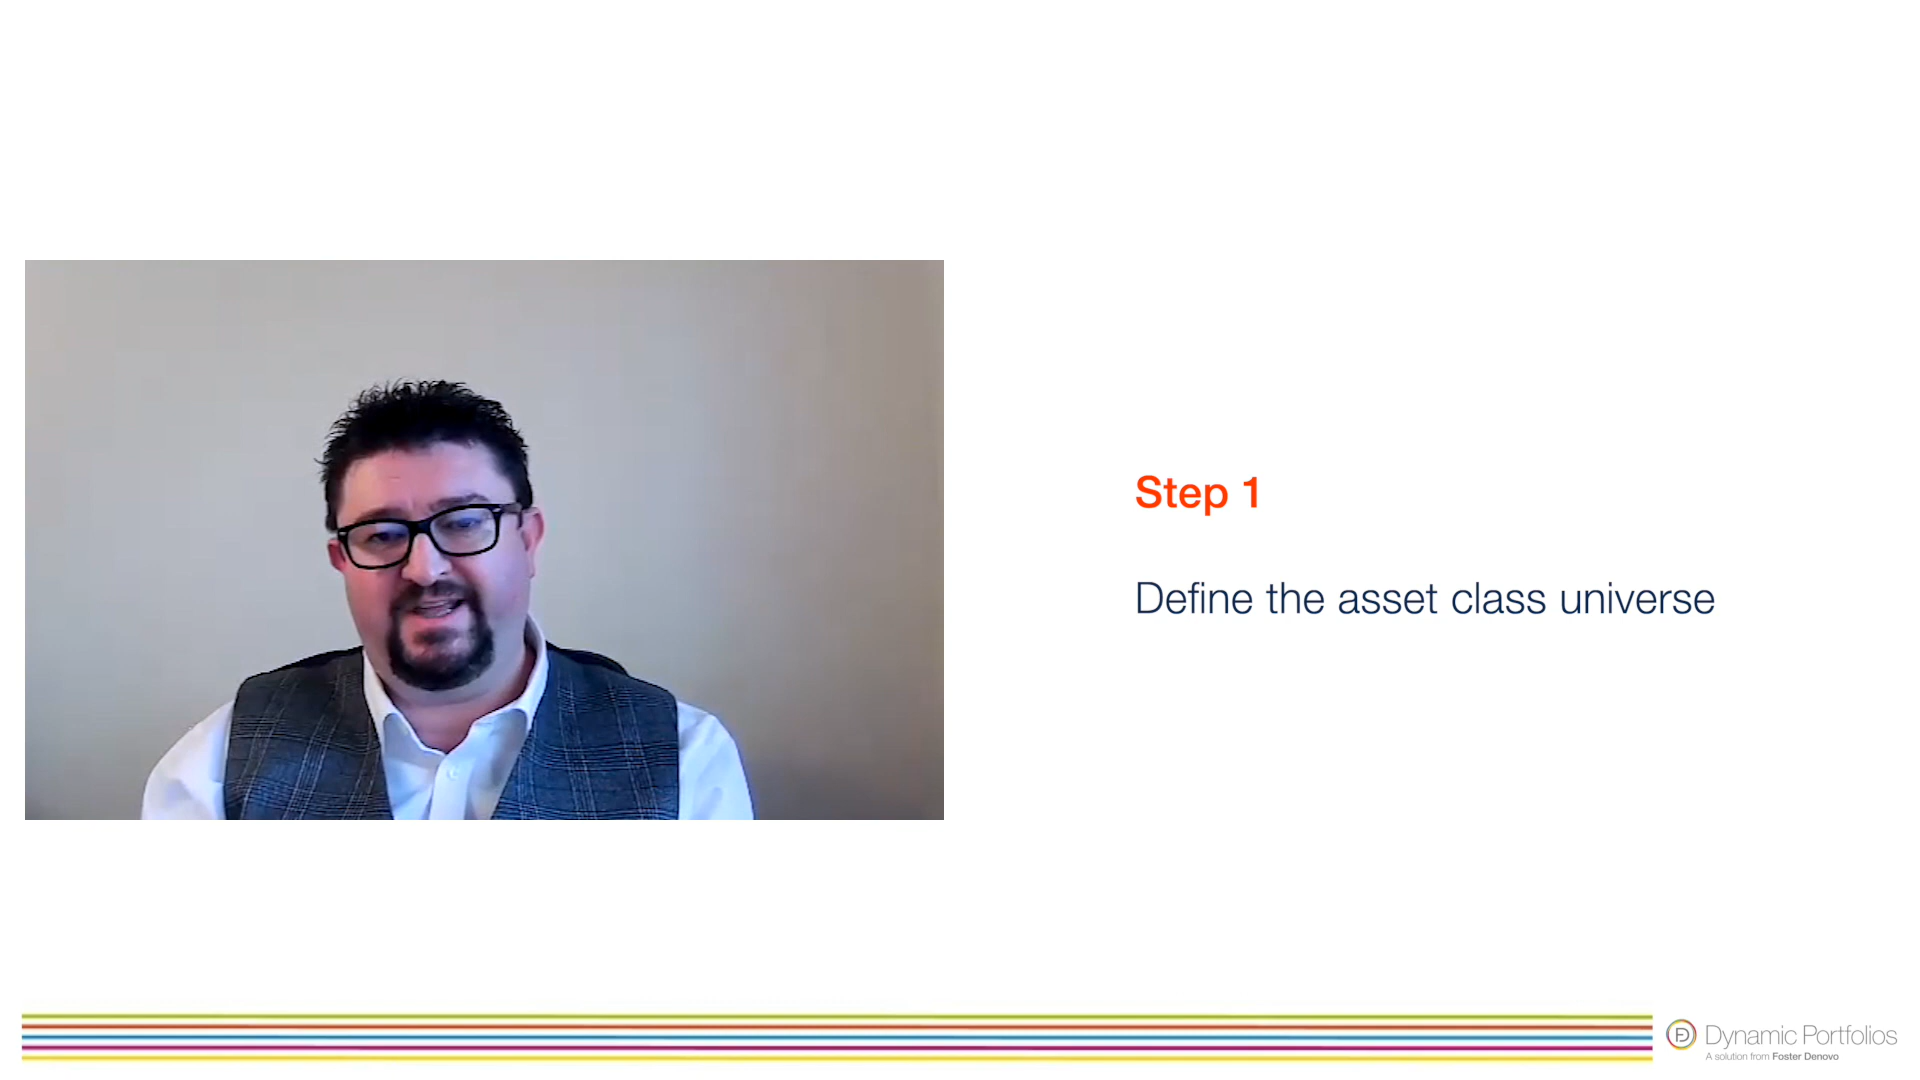 Step 1
Define the asset class universe
Dynamic Portfolios
A solution from Foster Denovo